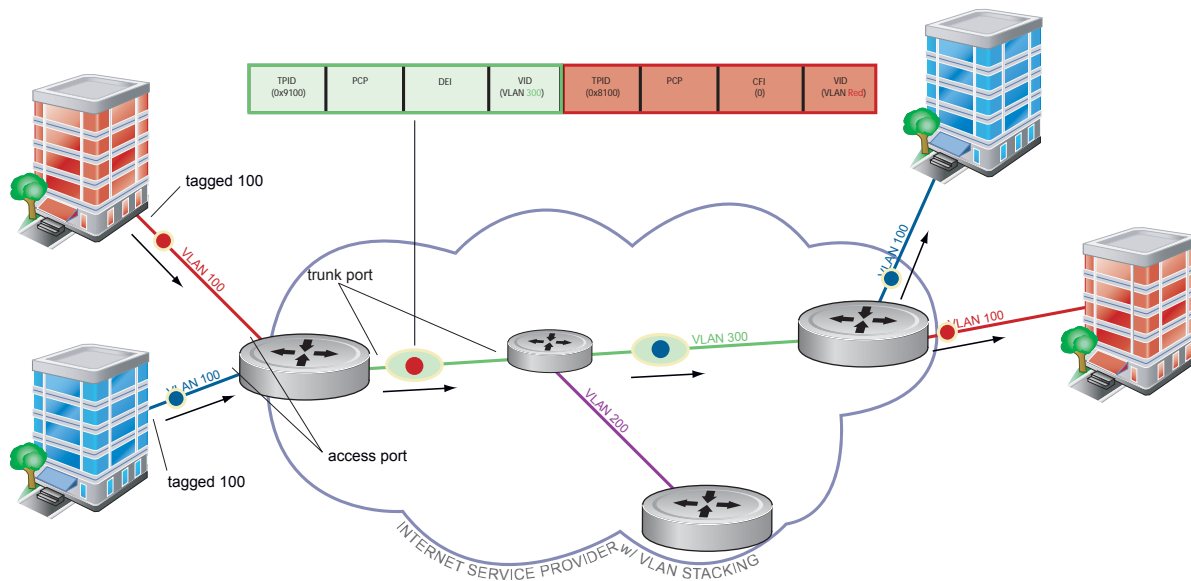 TPID
(0x9100)
PCP
DEI
VID
(VLAN 300)
TPID
(0x8100)
PCP
CFI
(0)
VID
(VLAN Red)
tagged 100
VLAN 100
trunk port
VLAN 100
VLAN 100
VLAN 300
VLAN 100
VLAN 200
access port
tagged 100
INTERNET SERVICE PROVIDER w/ VLAN STACKING